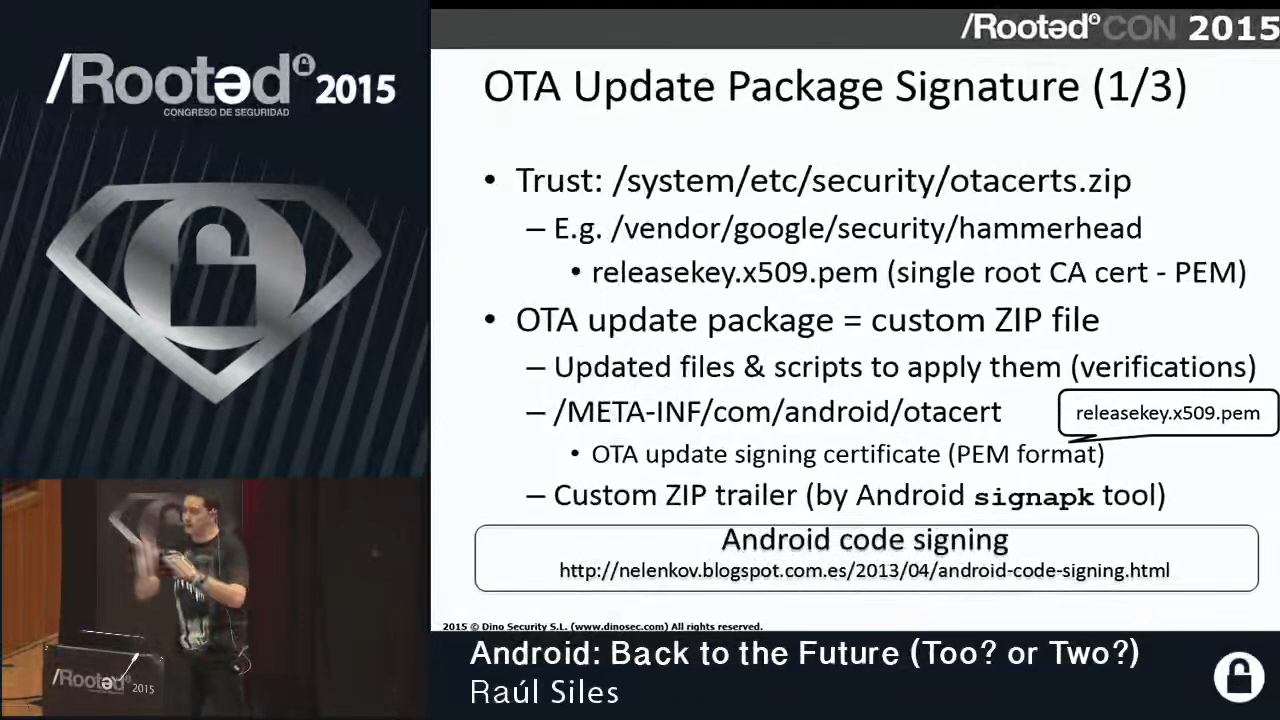 /Rootəd 2015
CONGRESO DE SEGURIDAD
/Rootəd CON 2015
OTA Update Package Signature (1/3)
• Trust: /system/etc/security/otacerts.zip
– E.g. /vendor/google/security/hammerhead
• releasekey.x509.pem (single root CA cert - PEM)
• OTA update package = custom ZIP file
– Updated files & scripts to apply them (verifications)
– /META-INF/com/android/otacert
releasekey.x509.pem
• OTA update signing certificate (PEM format)
– Custom ZIP trailer (by Android signapk tool)
Android code signing
http://nelenkov.blogspot.com.es/2013/04/android-code-signing.html
2015 © Dino Security S.L. (www.dinosec.com) All rights reserved.
/Rootəd 2015
Android: Back to the Future (Too? or Two?)
Raúl Siles